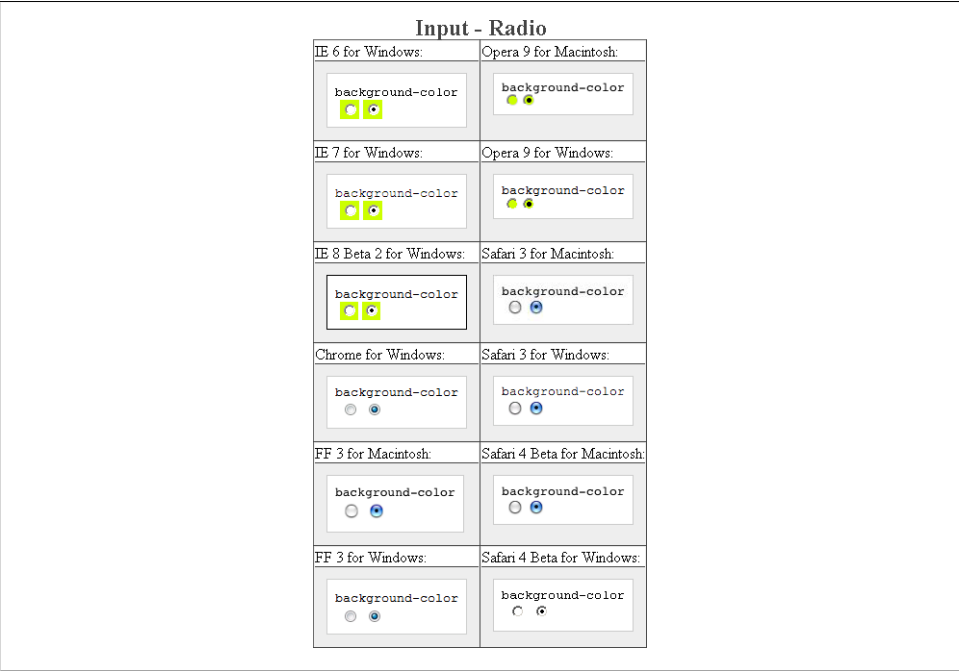 Input - Radio
IE 6 for Windows:
Opera 9 for Macintosh:
background-color
background-color
IE 7 for Windows:
Opera 9 for Windows:
background-color
background-color
IE 8 Beta 2 for Windows:
Safari 3 for Macintosh:
background-color
background-color
Chrome for Windows:
Safari 3 for Windows:
background-color
background-color
FF 3 for Macintosh:
Safari 4 Beta for Macintosh:
background-color
background-color
FF 3 for Windows:
Safari 4 Beta for Windows:
background-color
background-color